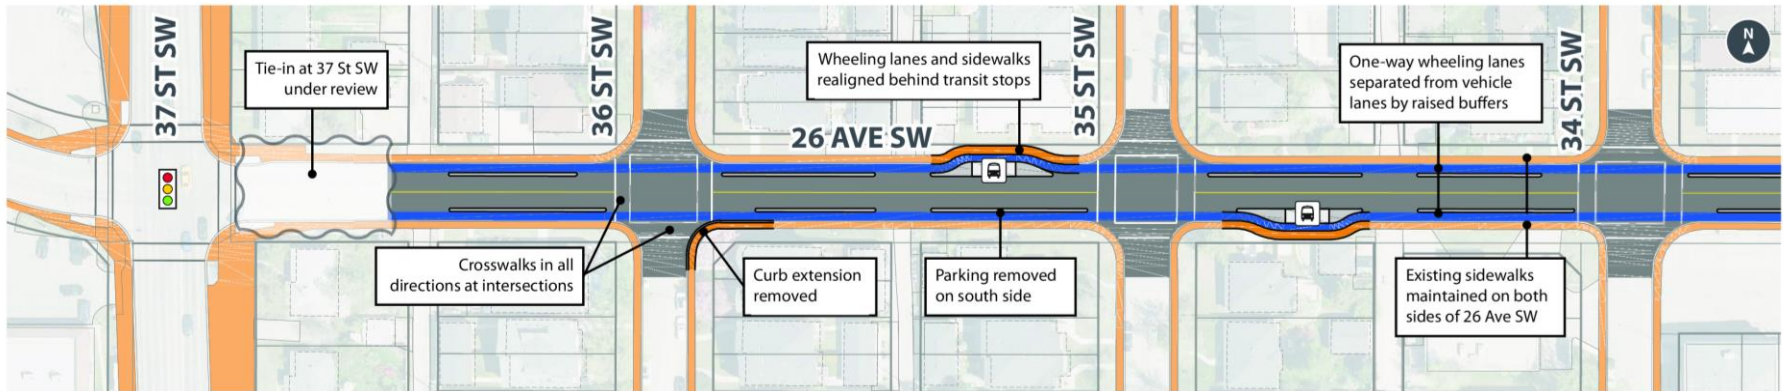 37 ST SW
Tie-in at 37 St SW
under review
36 ST SW
26 AVE SW
Wheeling lanes and sidewalks
realigned behind transit stops
35 ST SW
One-way wheeling lanes
separated from vehicle
lanes by raised buffers
34 ST SW
N
Crosswalks in all
directions at intersections
Curb extension
removed
Parking removed
on south side
Existing sidewalks
maintained on both
sides of 26 Ave SW